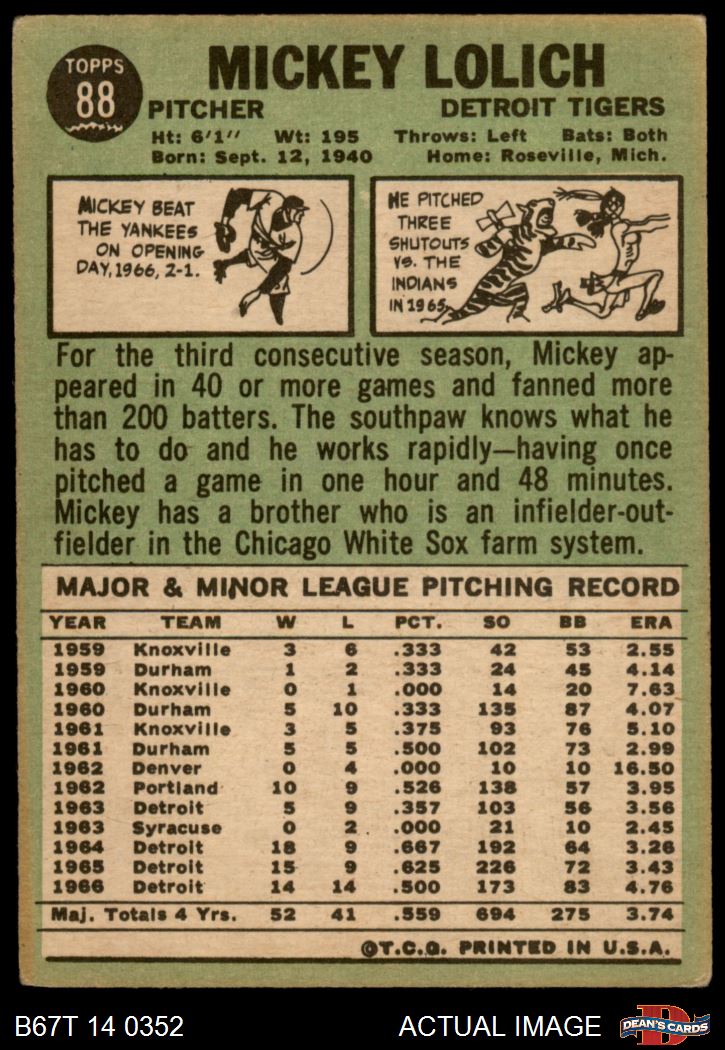 TOPPS
88
MICKEY LOLICH
PITCHER DETROIT TIGERS
Ht: 6'1" Wt: 195 Throws: Left Bats: Both
Born: Sept. 12, 1940 Home: Roseville, Mich.
MICKEY BEAT
THE YANKEES
ON OPENING
DAY, 1966, 2-1.
HE PITCHED
THREE
SHUTOUTS
VS. THE
INDIANS
IN 1965
For the third consecutive season, Mickey ap-
peared in 40 or more games and fanned more
than 200 batters. The southpaw knows what he
has to do and he works rapidly—having once
pitched a game in one hour and 48 minutes.
Mickey has a brother who is an infielder-out-
fielder in the Chicago White Sox farm system.
MAJOR & MINOR LEAGUE PITCHING RECORD
YEAR TEAM W L PCT. SO BB ERA
1959 Knoxville 3 6 .333 42 53 2.55
1959 Durham 1 2 .333 24 45 4.14
1960 Knoxville 0 1 .000 14 20 7.63
1960 Durham 5 10 .333 135 87 4.07
1961 Knoxville 3 5 .375 93 76 5.10
1961 Durham 5 5 .500 102 73 2.99
1962 Denver 0 4 .000 10 10 16.50
1962 Portland 10 9 .526 138 57 3.95
1963 Detroit 5 9 .357 103 56 3.56
1963 Syracuse 0 2 .000 21 10 2.45
1964 Detroit 18 9 .667 192 64 3.26
1965 Detroit 15 9 .625 226 72 3.43
1966 Detroit 14 14 .500 173 83 4.76
Maj. Totals 4 Yrs. 52 41 .559 694 275 3.74
©T.C.G. PRINTED IN U.S.A.
B67T 14 0352 ACTUAL IMAGE D DEAN'S CARDS